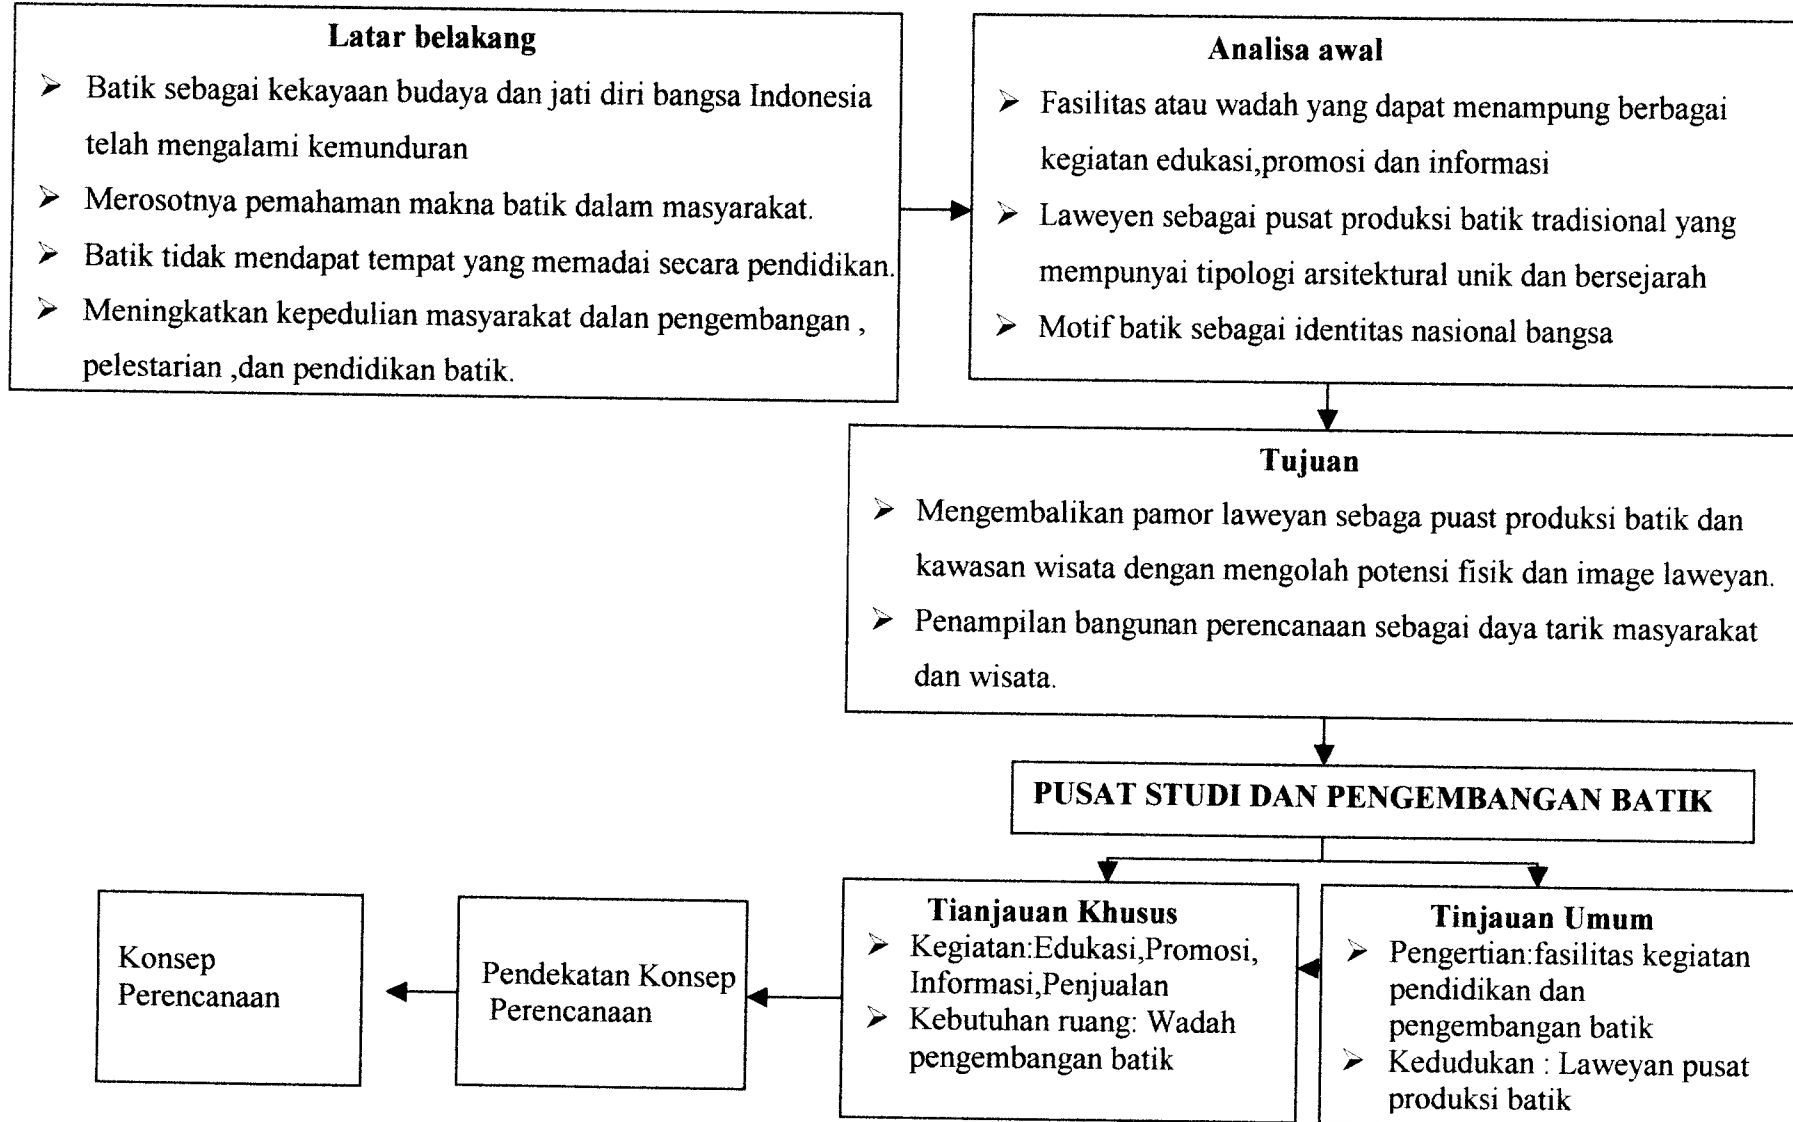 Latar belakang
➢ Batik sebagai kekayaan budaya dan jati diri bangsa Indonesia
telah mengalami kemunduran
➢ Merosotnya pemahaman makna batik dalam masyarakat.
➢ Batik tidak mendapat tempat yang memadai secara pendidikan.
➢ Meningkatkan kepedulian masyarakat dalan pengembangan ,
pelestarian ,dan pendidikan batik.
Analisa awal
➢ Fasilitas atau wadah yang dapat menampung berbagai
kegiatan edukasi,promosi dan informasi
➢ Laweyen sebagai pusat produksi batik tradisional yang
mempunyai tipologi arsitektural unik dan bersejarah
➢ Motif batik sebagai identitas nasional bangsa
Tujuan
➢ Mengembalikan pamor laweyan sebaga puast produksi batik dan
kawasan wisata dengan mengolah potensi fisik dan image laweyan.
➢ Penampilan bangunan perencanaan sebagai daya tarik masyarakat
dan wisata.
PUSAT STUDI DAN PENGEMBANGAN BATIK
Tinjauan Umum
➢ Pengertian:fasilitas kegiatan
pendidikan dan
pengembangan batik
➢ Kedudukan : Laweyan pusat
produksi batik
Tianjauan Khusus
➢ Kegiatan:Edukasi,Promosi,
Informasi,Penjualan
➢ Kebutuhan ruang: Wadah
pengembangan batik
Pendekatan Konsep
Perencanaan
Konsep
Perencanaan